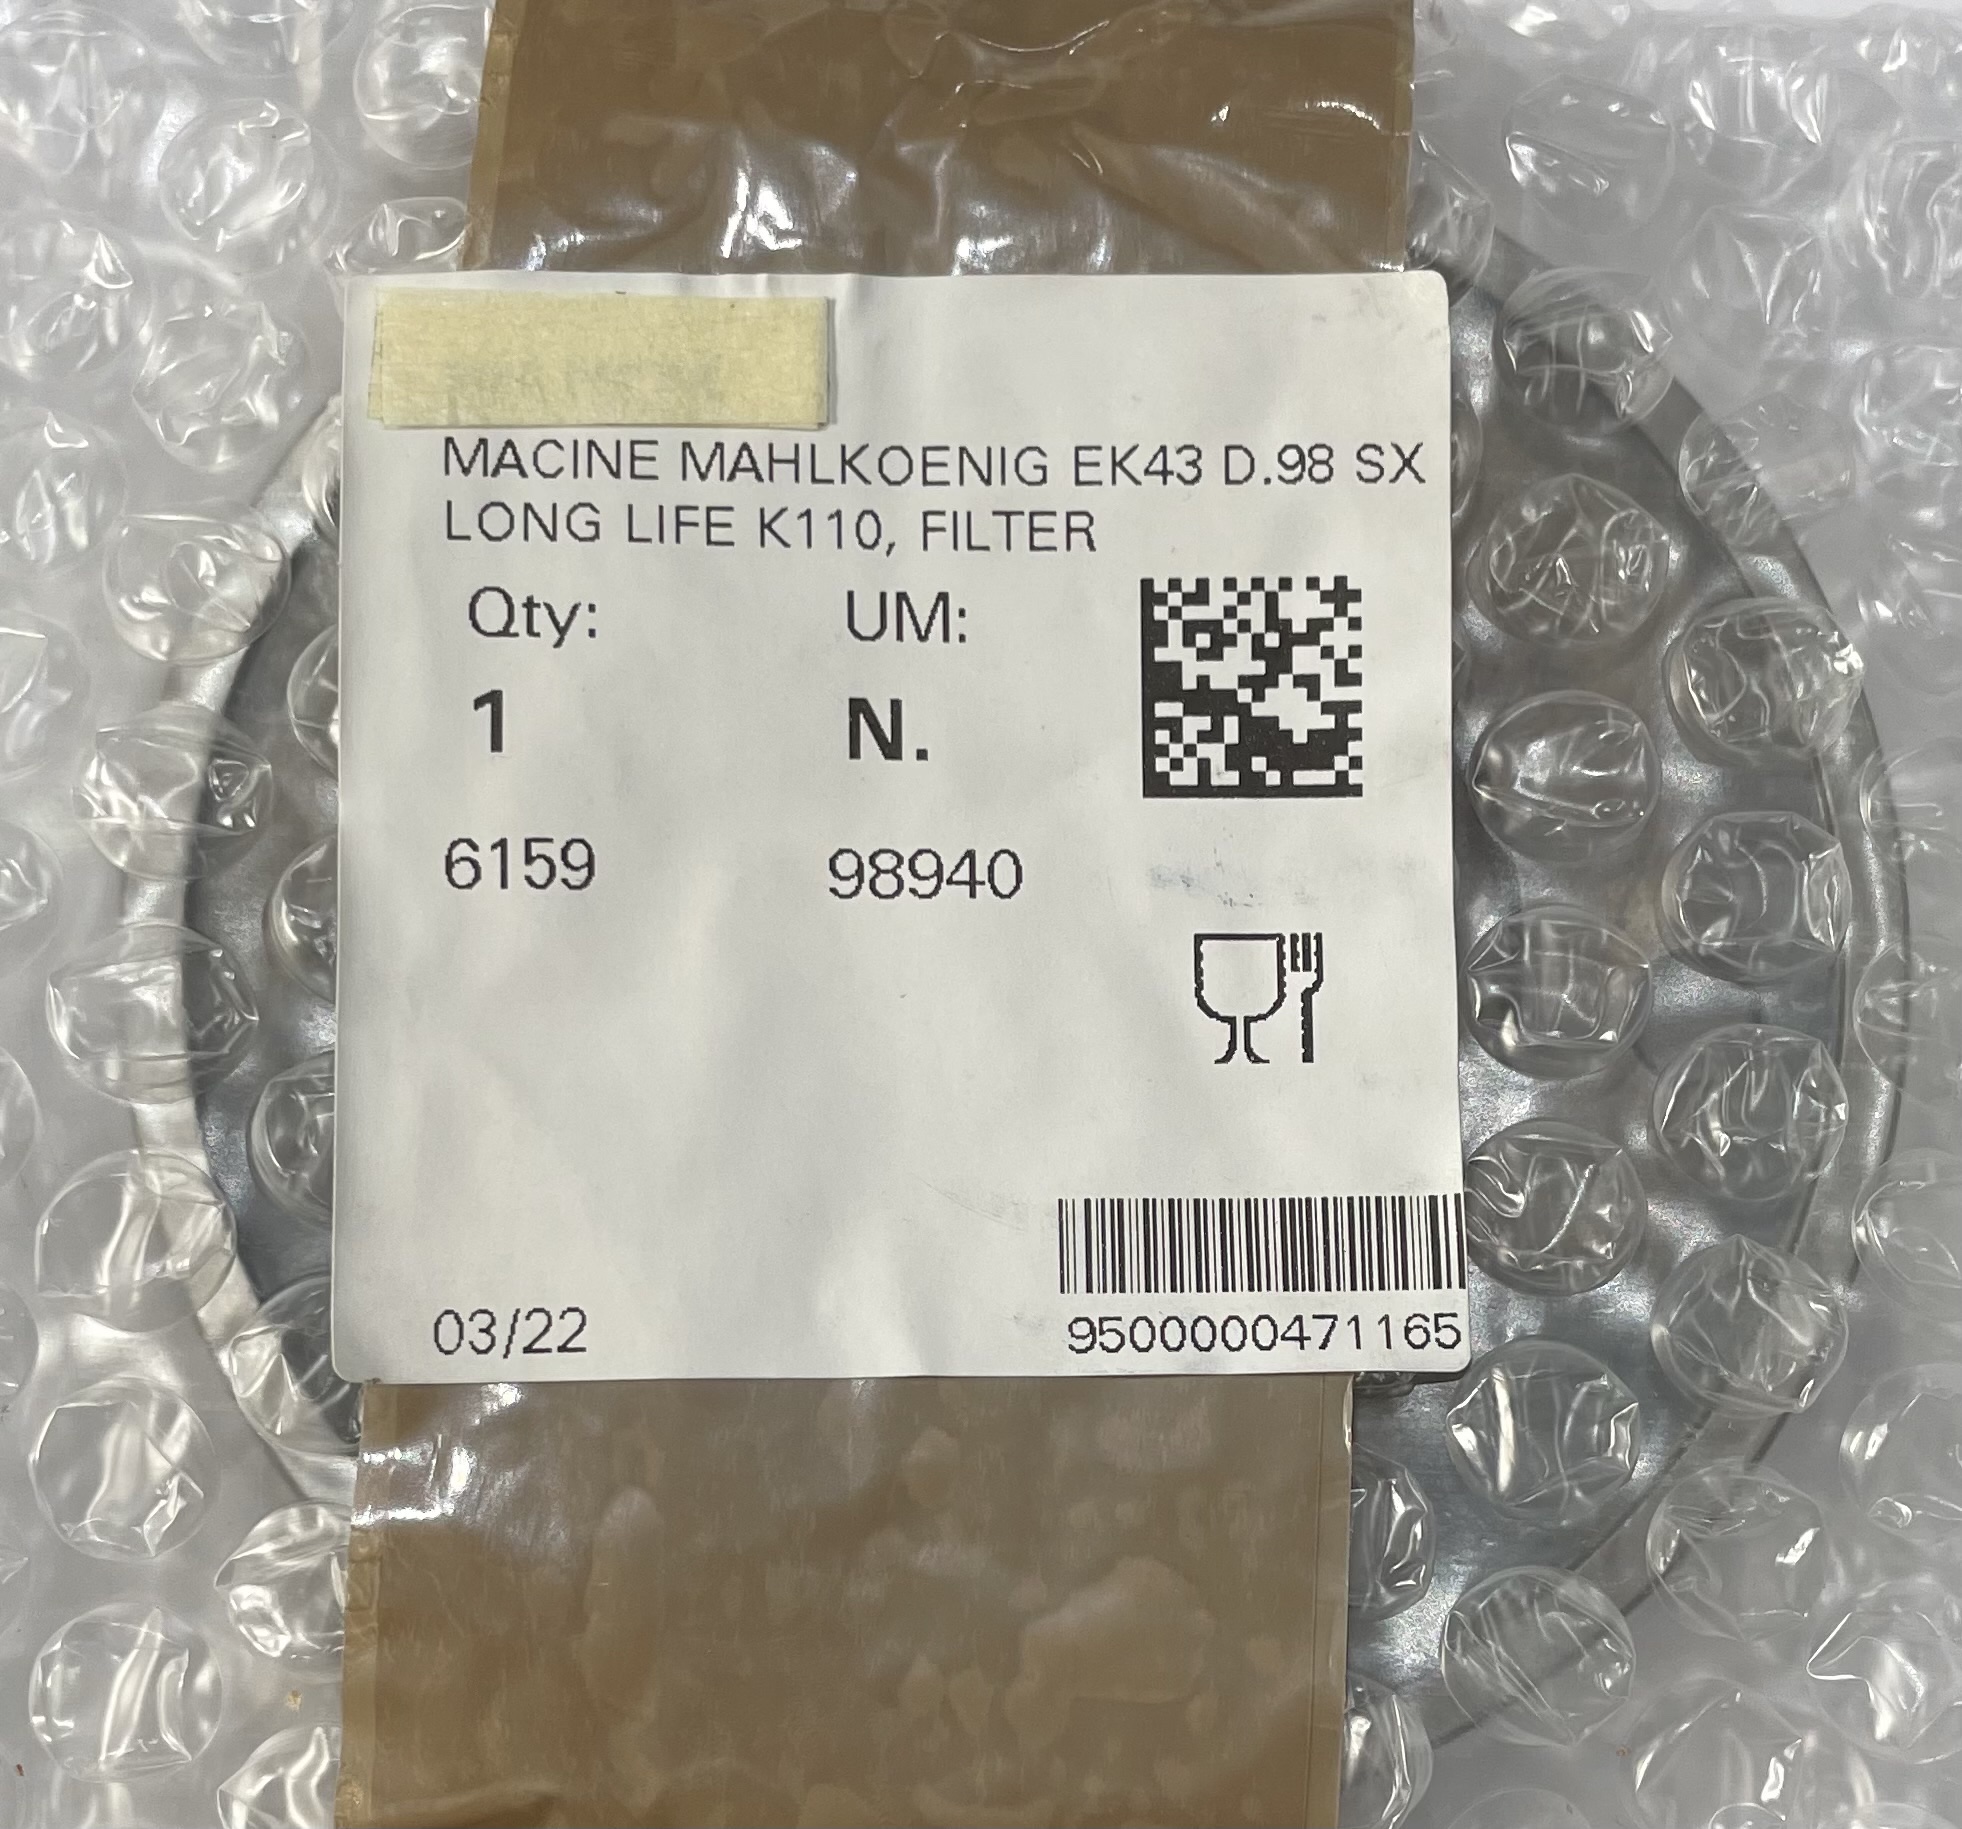 MACINE MAHLKOENIG EK43 D.98 SX
LONG LIFE K110, FILTER
Qty: UM:
1 N.
6159 98940
03/22 9500000471165